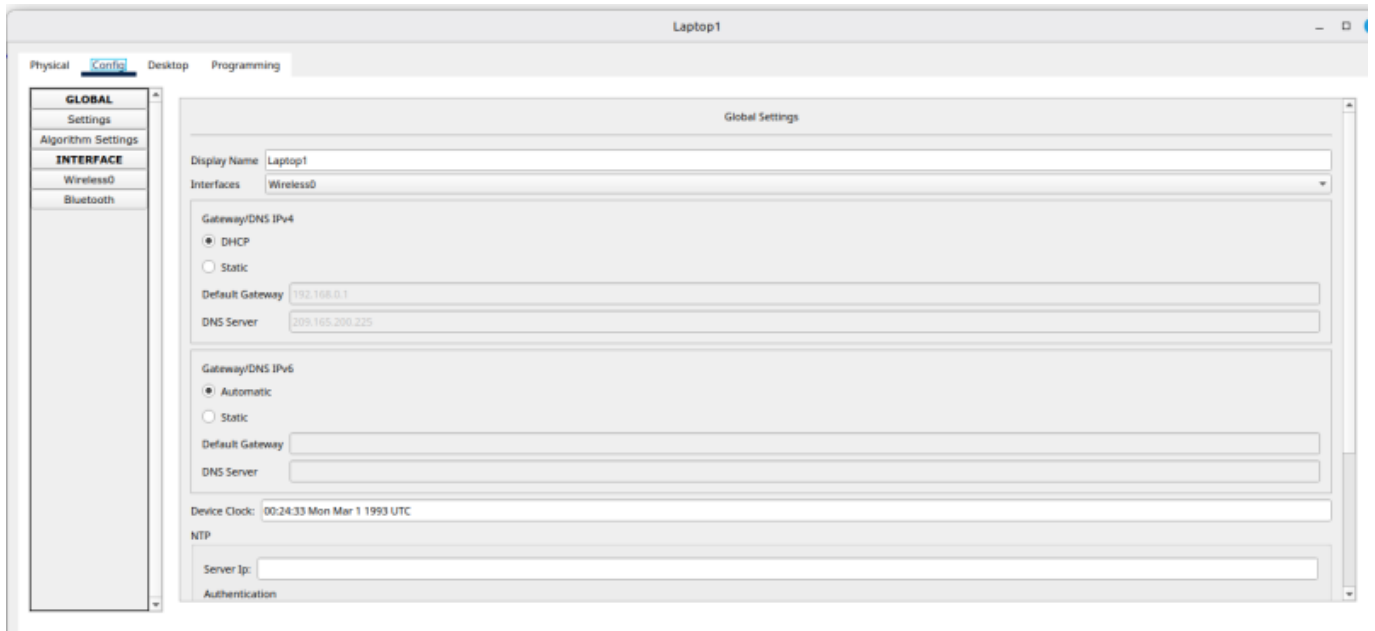 Laptop1
Physical Config Desktop Programming
GLOBAL
Settings
Algorithm Settings
INTERFACE
Wireless0
Bluetooth
Global Settings
Display Name Laptop1
Interfaces Wireless0
Gateway/DNS IPv4
DHCP
Static
Default Gateway 192.168.0.1
DNS Server 209.165.200.225
Gateway/DNS IPv6
Automatic
Static
Default Gateway
DNS Server
Device Clock: 00:24:33 Mon Mar 1 1993 UTC
NTP
Server Ip:
Authentication